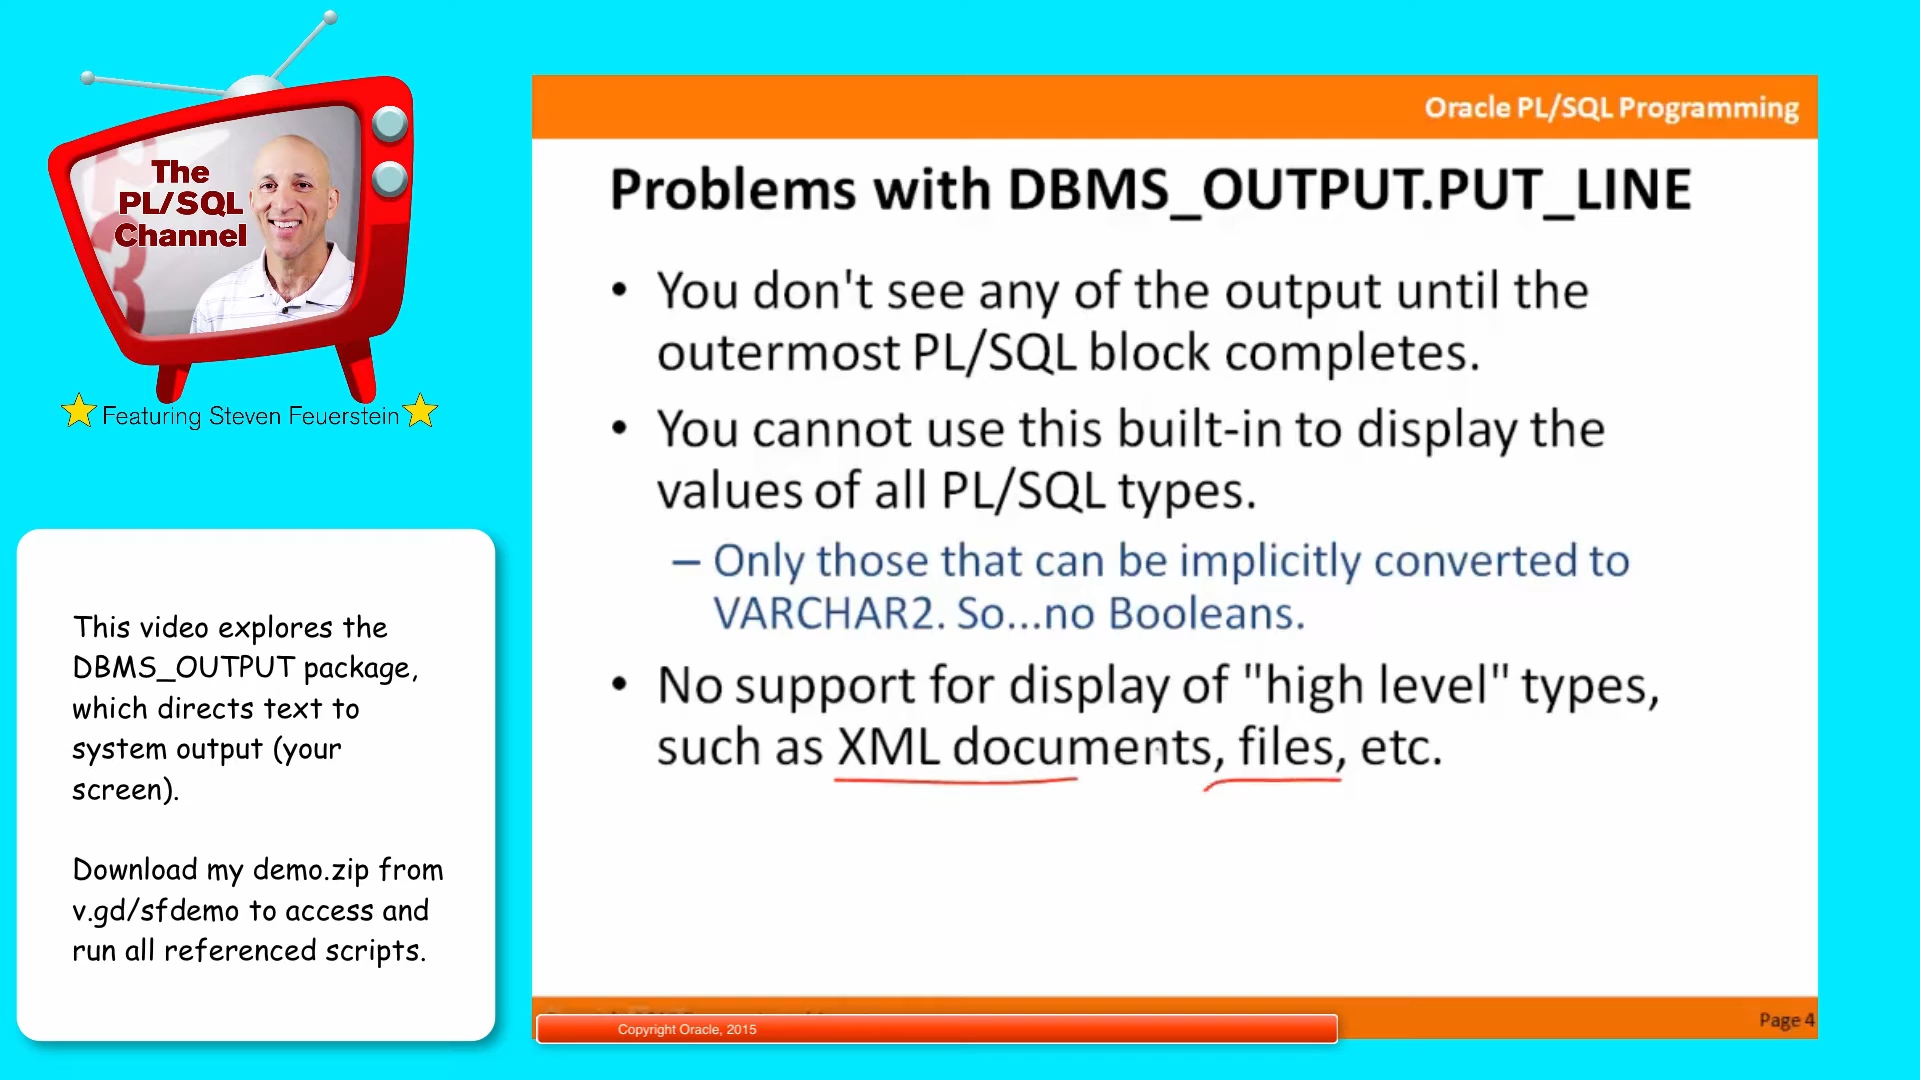 The
PL/SQL
Channel
Featuring Steven Feuerstein
This video explores the
DBMS_OUTPUT package,
which directs text to
system output (your
screen).
Download my demo.zip from
v.gd/sfdemo to access and
run all referenced scripts.
Oracle PL/SQL Programming
Problems with DBMS_OUTPUT.PUT_LINE
• You don't see any of the output until the
outermost PL/SQL block completes.
• You cannot use this built-in to display the
values of all PL/SQL types.
– Only those that can be implicitly converted to
VARCHAR2. So...no Booleans.
• No support for display of "high level" types,
such as XML documents, files, etc.
Copyright Oracle, 2015
Page 4